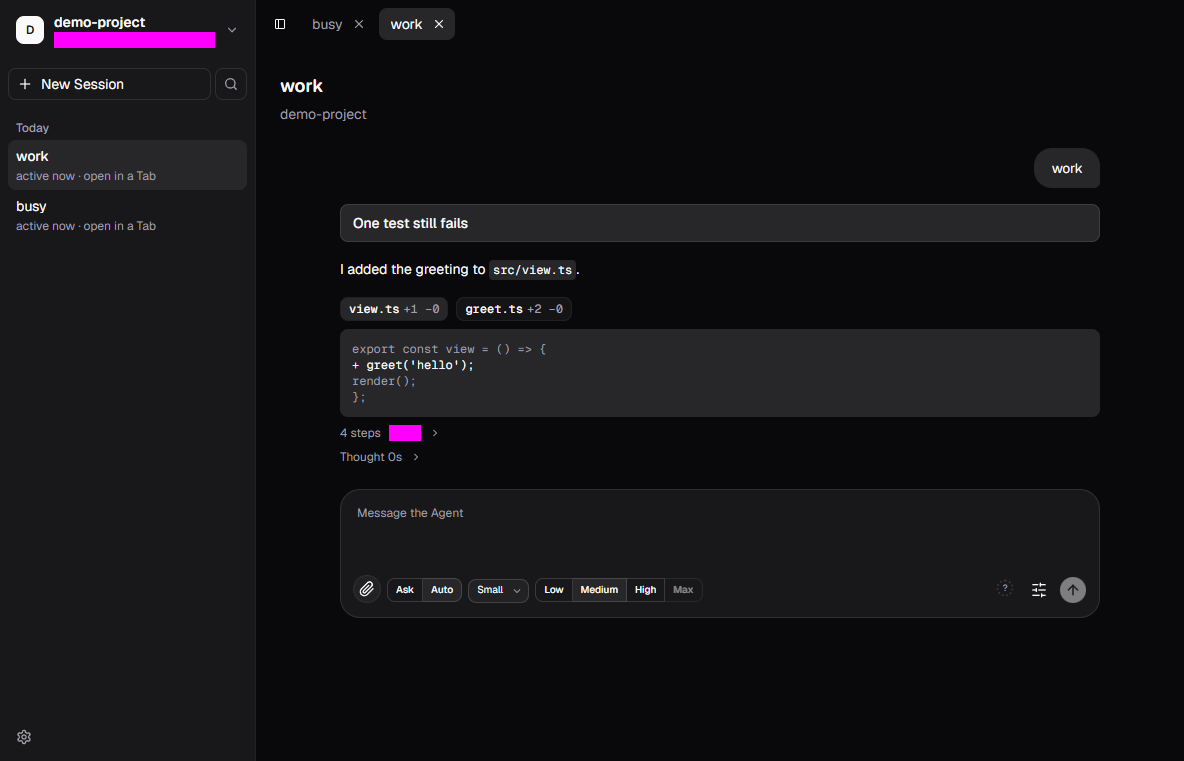 D
demo-project
New Session
Today
work
active now · open in a Tab
busy
active now · open in a Tab
busy
work
work
demo-project
work
One test still fails
I added the greeting to src/view.ts.
view.ts +1 −0
greet.ts +2 −0
export const view = () => {
+ greet('hello');
render();
};
4 steps
Thought 0s
Message the Agent
Ask Auto Small Low Medium High Max
?